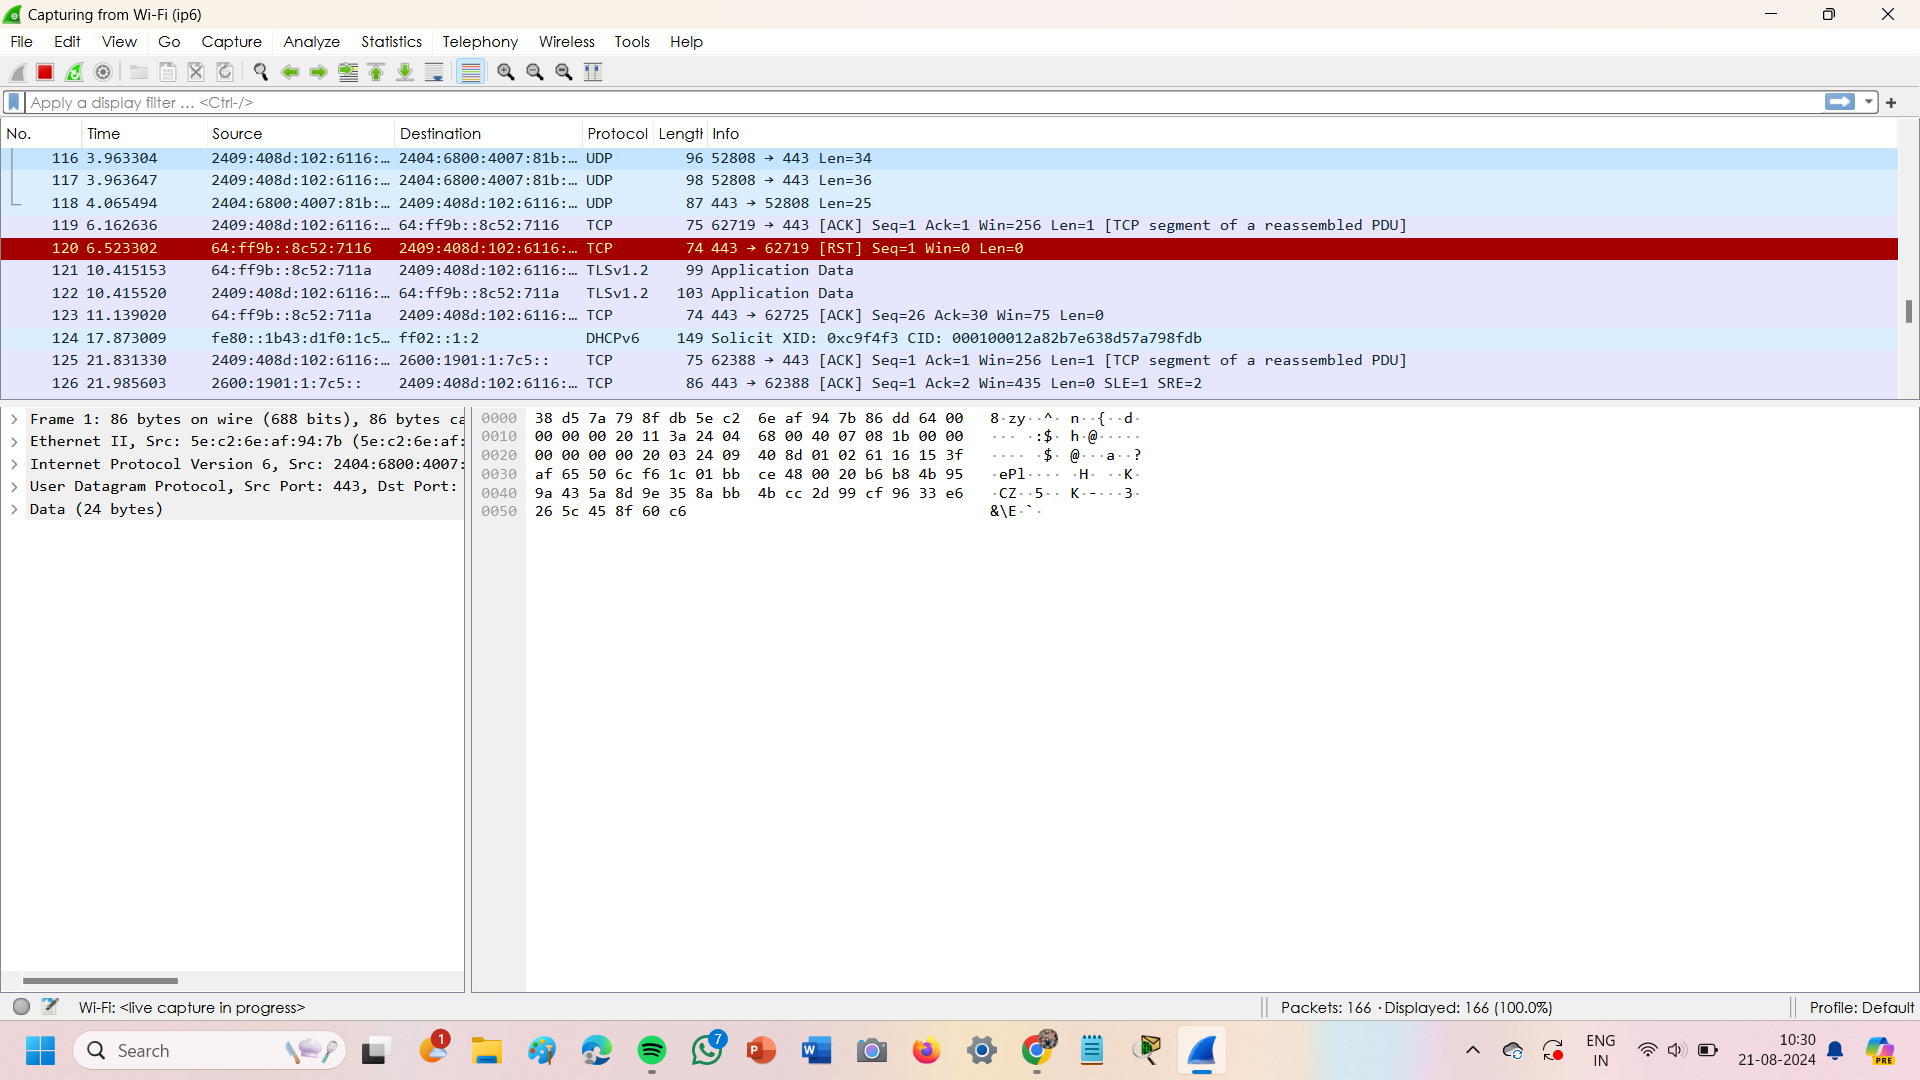 Capturing from Wi-Fi (ip6)
File Edit View Go Capture Analyze Statistics Telephony Wireless Tools Help
Apply a display filter … <Ctrl-/>
No. Time Source Destination Protocol Length Info
116 3.963304 2409:408d:102:6116:… 2404:6800:4007:81b:… UDP 96 52808 → 443 Len=34
117 3.963647 2409:408d:102:6116:… 2404:6800:4007:81b:… UDP 98 52808 → 443 Len=36
118 4.065494 2404:6800:4007:81b:… 2409:408d:102:6116:… UDP 87 443 → 52808 Len=25
119 6.162636 2409:408d:102:6116:… 64:ff9b::8c52:7116 TCP 75 62719 → 443 [ACK] Seq=1 Ack=1 Win=256 Len=1 [TCP segment of a reassembled PDU]
120 6.523302 64:ff9b::8c52:7116 2409:408d:102:6116:… TCP 74 443 → 62719 [RST] Seq=1 Win=0 Len=0
121 10.415153 64:ff9b::8c52:711a 2409:408d:102:6116:… TLSv1.2 99 Application Data
122 10.415520 2409:408d:102:6116:… 64:ff9b::8c52:711a TLSv1.2 103 Application Data
123 11.139020 64:ff9b::8c52:711a 2409:408d:102:6116:… TCP 74 443 → 62725 [ACK] Seq=26 Ack=30 Win=75 Len=0
124 17.873009 fe80::1b43:d1f0:1c5… ff02::1:2 DHCPv6 149 Solicit XID: 0xc9f4f3 CID: 000100012a82b7e638d57a798fdb
125 21.831330 2409:408d:102:6116:… 2600:1901:1:7c5:: TCP 75 62388 → 443 [ACK] Seq=1 Ack=1 Win=256 Len=1 [TCP segment of a reassembled PDU]
126 21.985603 2600:1901:1:7c5:: 2409:408d:102:6116:… TCP 86 443 → 62388 [ACK] Seq=1 Ack=2 Win=435 Len=0 SLE=1 SRE=2
Frame 1: 86 bytes on wire (688 bits), 86 bytes ca
Ethernet II, Src: 5e:c2:6e:af:94:7b (5e:c2:6e:af:
Internet Protocol Version 6, Src: 2404:6800:4007:
User Datagram Protocol, Src Port: 443, Dst Port:
Data (24 bytes)
0000 38 d5 7a 79 8f db 5e c2 6e af 94 7b 86 dd 64 00 8·zy··^· n··{··d·
0010 00 00 00 20 11 3a 24 04 68 00 40 07 08 1b 00 00 ··· ·:$· h·@·····
0020 00 00 00 00 20 03 24 09 40 8d 01 02 61 16 15 3f ···· ·$· @···a··?
0030 af 65 50 6c f6 1c 01 bb ce 48 00 20 b6 b8 4b 95 ·ePl···· ·H· ··K·
0040 9a 43 5a 8d 9e 35 8a bb 4b cc 2d 99 cf 96 33 e6 ·CZ··5·· K·-···3·
0050 26 5c 45 8f 60 c6 &\E·`·
Wi-Fi: <live capture in progress>
Packets: 166 · Displayed: 166 (100.0%)
Profile: Default
Search
1
7
ENG
IN
10:30
21-08-2024
PRE